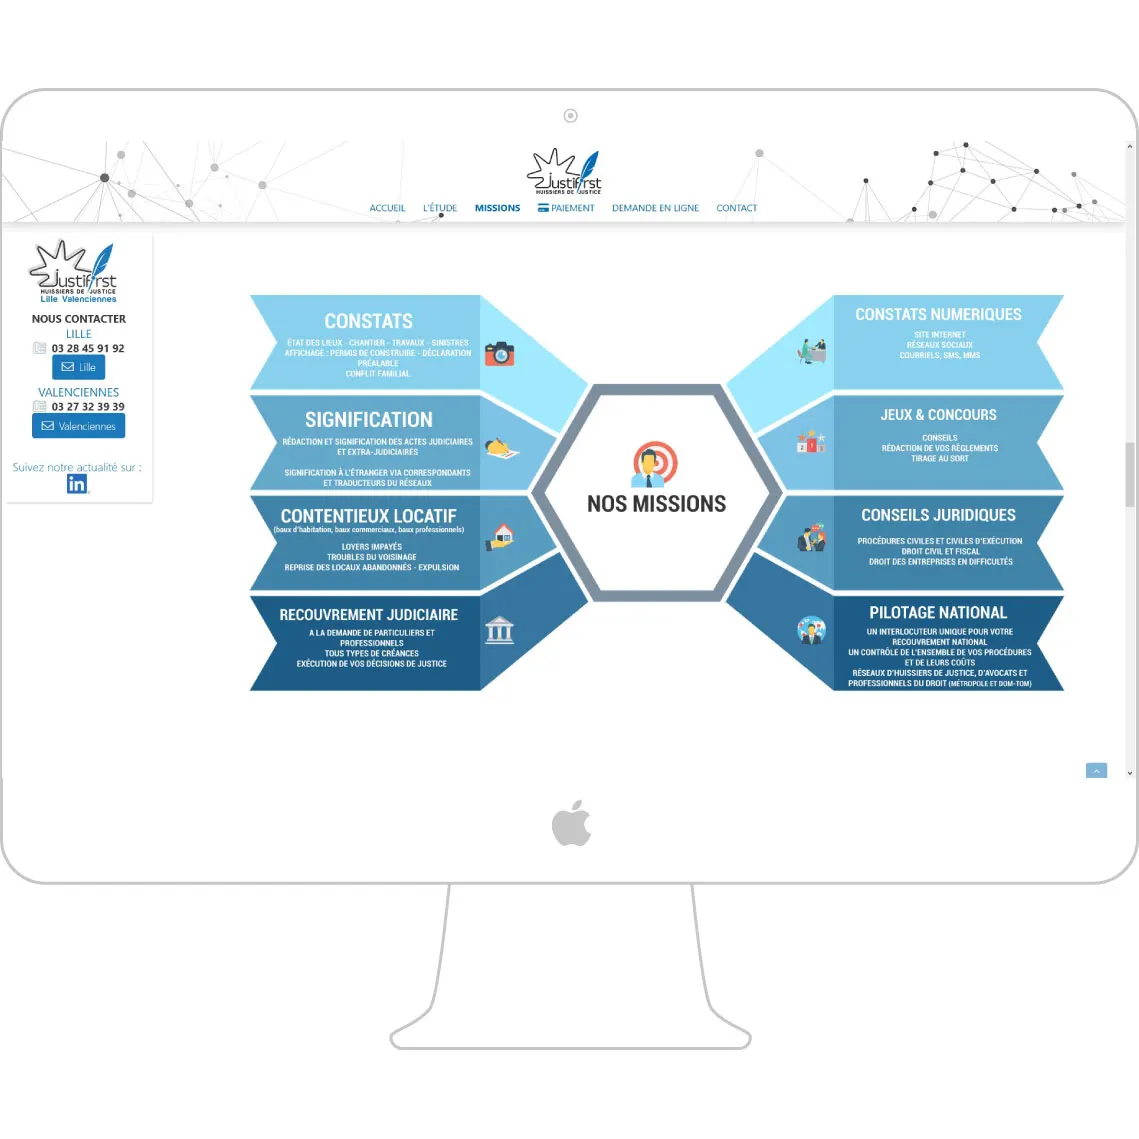 Justifirst
HUISSIERS DE JUSTICE
ACCUEIL L'ÉTUDE MISSIONS PAIEMENT DEMANDE EN LIGNE CONTACT
Justifirst
HUISSIERS DE JUSTICE
Lille Valenciennes
NOUS CONTACTER
LILLE
03 28 45 91 92
Lille
VALENCIENNES
03 27 32 39 39
Valenciennes
Suivez notre actualité sur :
in
CONSTATS
ÉTAT DES LIEUX - CHANTIER - TRAVAUX - SINISTRES
AFFICHAGE : PERMIS DE CONSTRUIRE - DÉCLARATION
PRÉALABLE
CONFLIT FAMILIAL
SIGNIFICATION
RÉDACTION ET SIGNIFICATION DES ACTES JUDICIAIRES
ET EXTRA-JUDICIAIRES
SIGNIFICATION À L'ÉTRANGER VIA CORRESPONDANTS
ET TRADUCTEURS DU RÉSEAUX
CONTENTIEUX LOCATIF
(baux d'habitation, baux commerciaux, baux professionnels)
LOYERS IMPAYÉS
TROUBLES DU VOISINAGE
REPRISE DES LOCAUX ABANDONNÉS - EXPULSION
RECOUVREMENT JUDICIAIRE
A LA DEMANDE DE PARTICULIERS ET
PROFESSIONNELS
TOUS TYPES DE CRÉANCES
EXÉCUTION DE VOS DÉCISIONS DE JUSTICE
NOS MISSIONS
CONSTATS NUMERIQUES
SITE INTERNET
RÉSEAUX SOCIAUX
COURRIELS, SMS, MMS
JEUX & CONCOURS
CONSEILS
RÉDACTION DE VOS RÈGLEMENTS
TIRAGE AU SORT
2 1 3
CONSEILS JURIDIQUES
PROCÉDURES CIVILES ET CIVILES D'EXÉCUTION
DROIT CIVIL ET FISCAL
DROIT DES ENTREPRISES EN DIFFICULTÉS
PILOTAGE NATIONAL
UN INTERLOCUTEUR UNIQUE POUR VOTRE
RECOUVREMENT NATIONAL
UN CONTRÔLE DE L'ENSEMBLE DE VOS PROCÉDURES
ET DE LEURS COÛTS
RÉSEAUX D'HUISSIERS DE JUSTICE, D'AVOCATS ET
PROFESSIONNELS DU DROIT (MÉTROPOLE ET DOM-TOM)